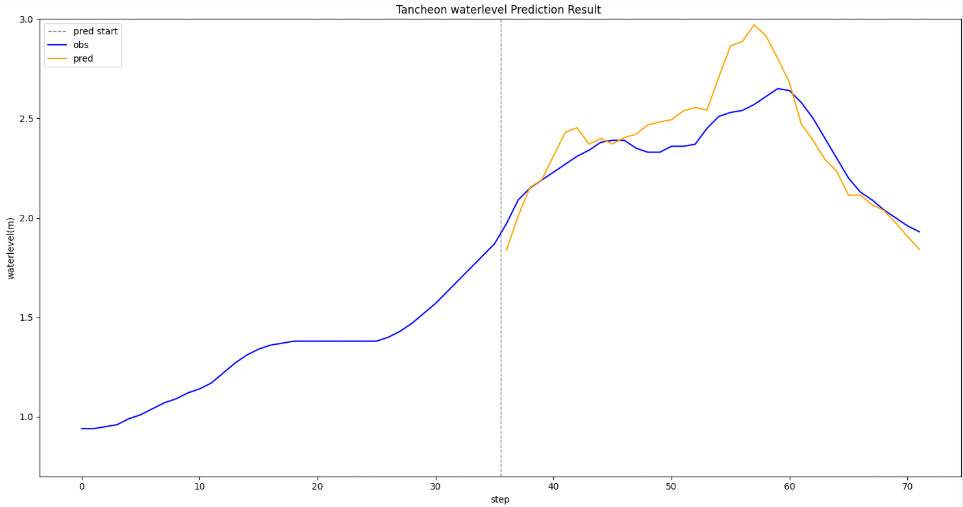 Tancheon waterlevel Prediction Result
pred start
obs
pred
waterlevel(m)
3.0
2.5
2.0
1.5
1.0
0 10 20 30 40 50 60 70
step